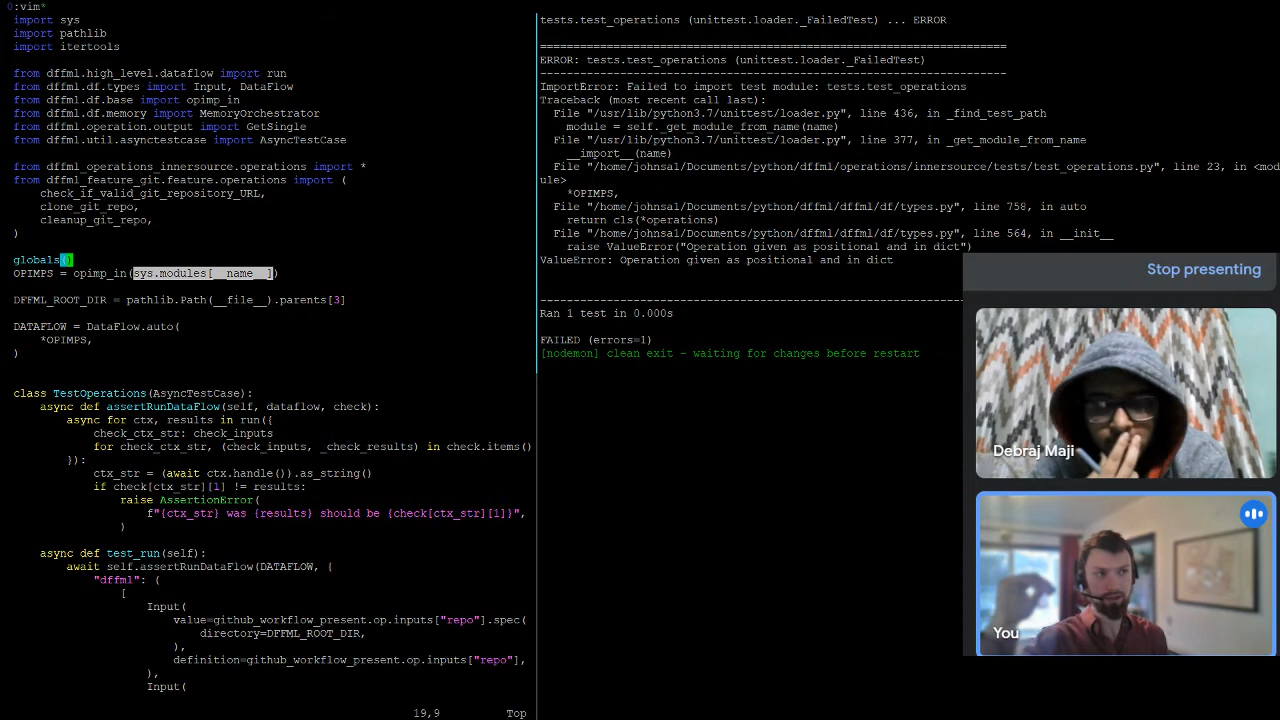 0:vim*
import sys
import pathlib
import itertools
from dffml.high_level.dataflow import run
from dffml.df.types import Input, DataFlow
from dffml.df.base import opimp_in
from dffml.df.memory import MemoryOrchestrator
from dffml.operation.output import GetSingle
from dffml.util.asynctestcase import AsyncTestCase
from dffml_operations_innersource.operations import *
from dffml_feature_git.feature.operations import (
check_if_valid_git_repository_URL,
clone_git_repo,
cleanup_git_repo,
)
globals()
OPIMPS = opimp_in(sys.modules[__name__])
DFFML_ROOT_DIR = pathlib.Path(__file__).parents[3]
DATAFLOW = DataFlow.auto(
*OPIMPS,
)
class TestOperations(AsyncTestCase):
async def assertRunDataFlow(self, dataflow, check):
async for ctx, results in run({
check_ctx_str: check_inputs
for check_ctx_str, (check_inputs, _check_results) in check.items()
}):
ctx_str = (await ctx.handle()).as_string()
if check[ctx_str][1] != results:
raise AssertionError(
f"{ctx_str} was {results} should be {check[ctx_str][1]}",
)
async def test_run(self):
await self.assertRunDataFlow(DATAFLOW, {
"dffml": (
[
Input(
value=github_workflow_present.op.inputs["repo"].spec(
directory=DFFML_ROOT_DIR,
),
definition=github_workflow_present.op.inputs["repo"],
),
Input(
19,9 Top
tests.test_operations (unittest.loader._FailedTest) ... ERROR
======================================================================
ERROR: tests.test_operations (unittest.loader._FailedTest)
----------------------------------------------------------------------
ImportError: Failed to import test module: tests.test_operations
Traceback (most recent call last):
File "/usr/lib/python3.7/unittest/loader.py", line 436, in _find_test_path
module = self._get_module_from_name(name)
File "/usr/lib/python3.7/unittest/loader.py", line 377, in _get_module_from_name
__import__(name)
File "/home/johnsa1/Documents/python/dffml/operations/innersource/tests/test_operations.py", line 23, in <mod
ule>
*OPIMPS,
File "/home/johnsa1/Documents/python/dffml/dffml/df/types.py", line 758, in auto
return cls(*operations)
File "/home/johnsa1/Documents/python/dffml/dffml/df/types.py", line 564, in __init__
raise ValueError("Operation given as positional and in dict")
ValueError: Operation given as positional and in dict
----------------------------------------------------------------
Ran 1 test in 0.000s
FAILED (errors=1)
[nodemon] clean exit - waiting for changes before restart
Stop presenting
Debraj Maji
You